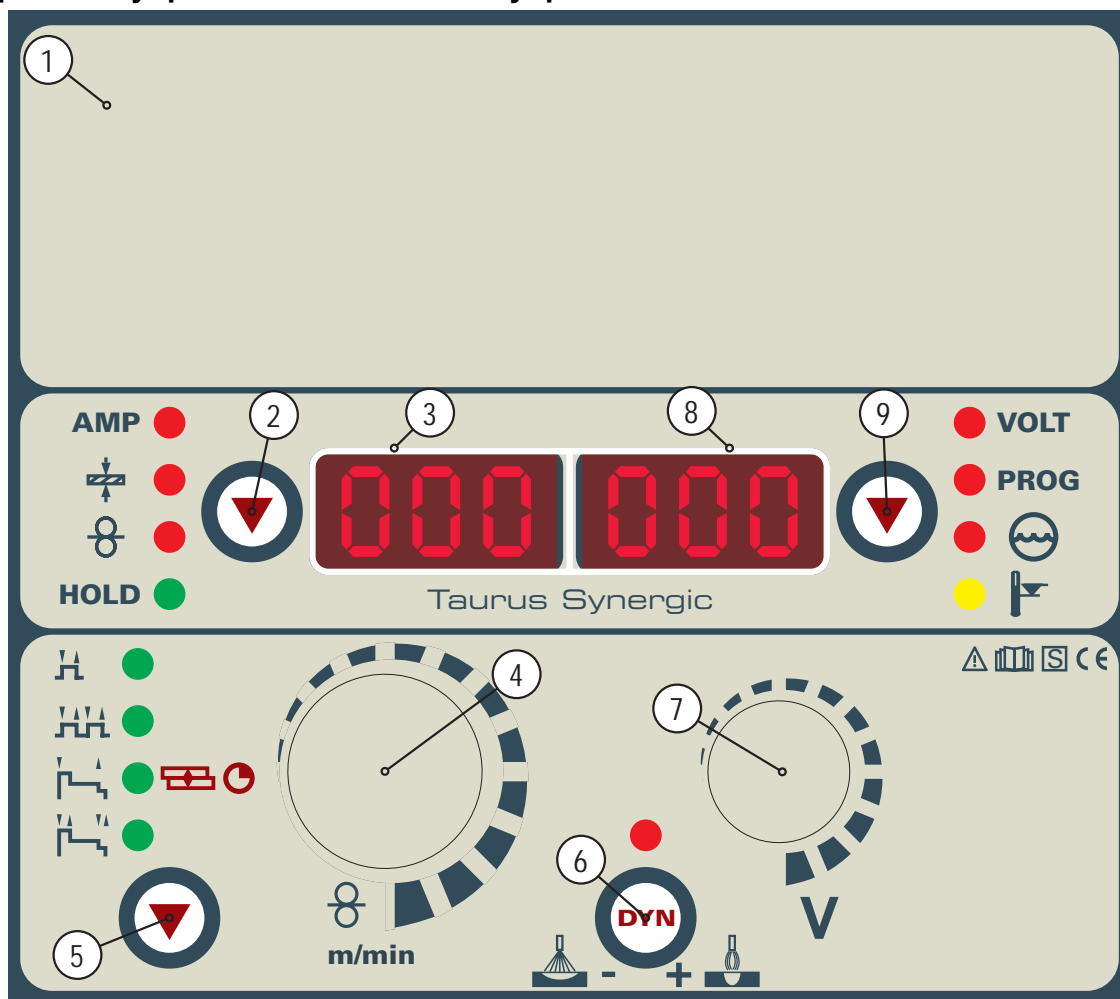 1
2
3
8
9
AMP
VOLT
PROG
HOLD
000 000
Taurus Synergic
4
7
S CE
6
DYN
V
5
m/min
- +